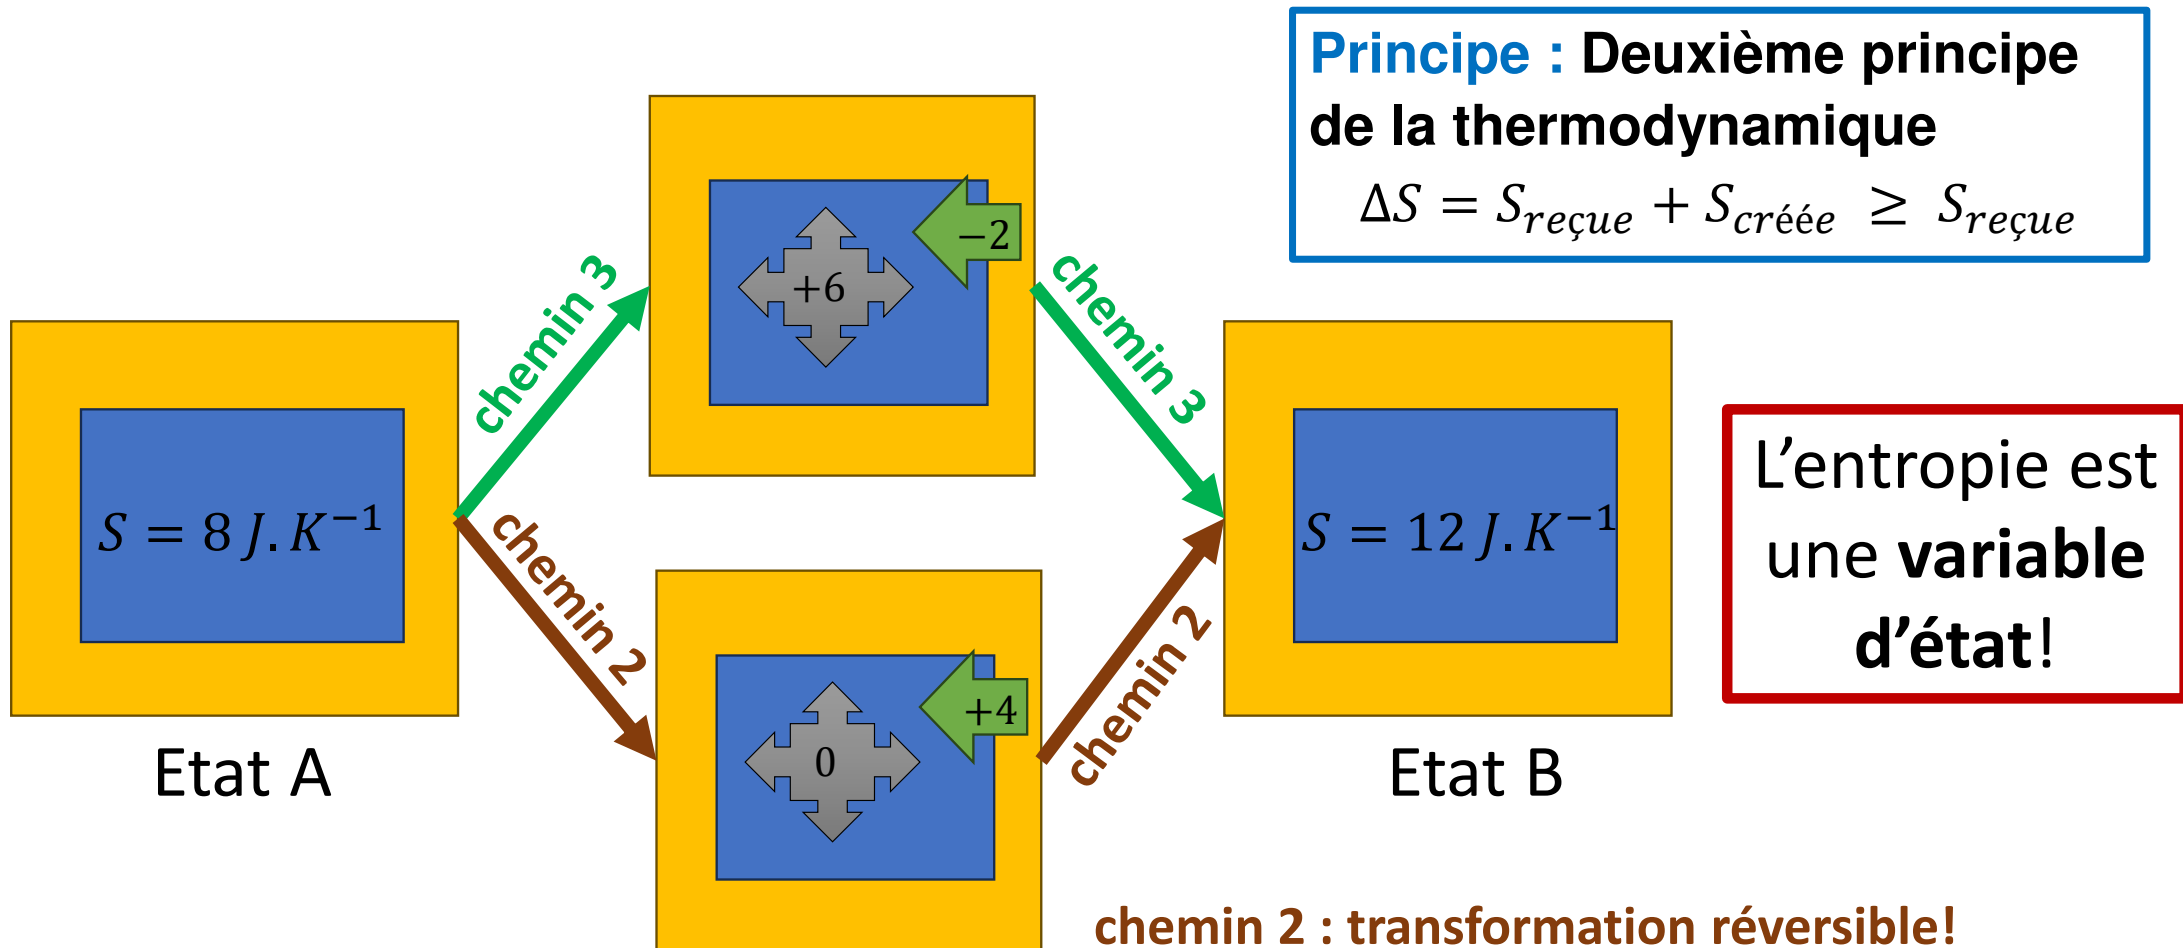 Principe : Deuxième principe
de la thermodynamique
ΔS = S_reçue + S_créée ≥ S_reçue
chemin 3
−2
+6
chemin 3
S = 8 J.K⁻¹
Etat A
chemin 2
+4
0
chemin 2
S = 12 J.K⁻¹
Etat B
L’entropie est
une variable
d’état!
chemin 2 : transformation réversible!